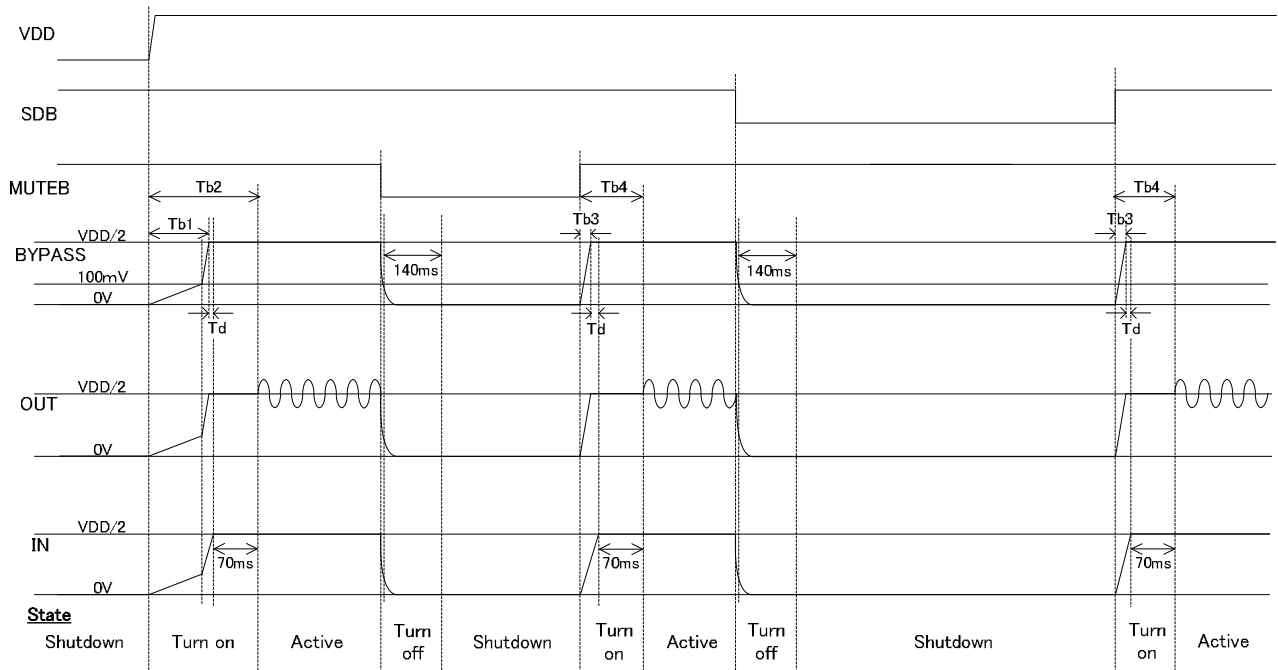 VDD
SDB
MUTEB
Tb2
Tb4
Tb4
Tb1
Tb3
Tb3
VDD/2
BYPASS
140ms
140ms
100mV
0V
Td
Td
Td
VDD/2
OUT
0V
VDD/2
IN
70ms
70ms
70ms
0V
State
Shutdown
Turn on
Active
Turn off
Shutdown
Turn on
Active
Turn off
Shutdown
Turn on
Active